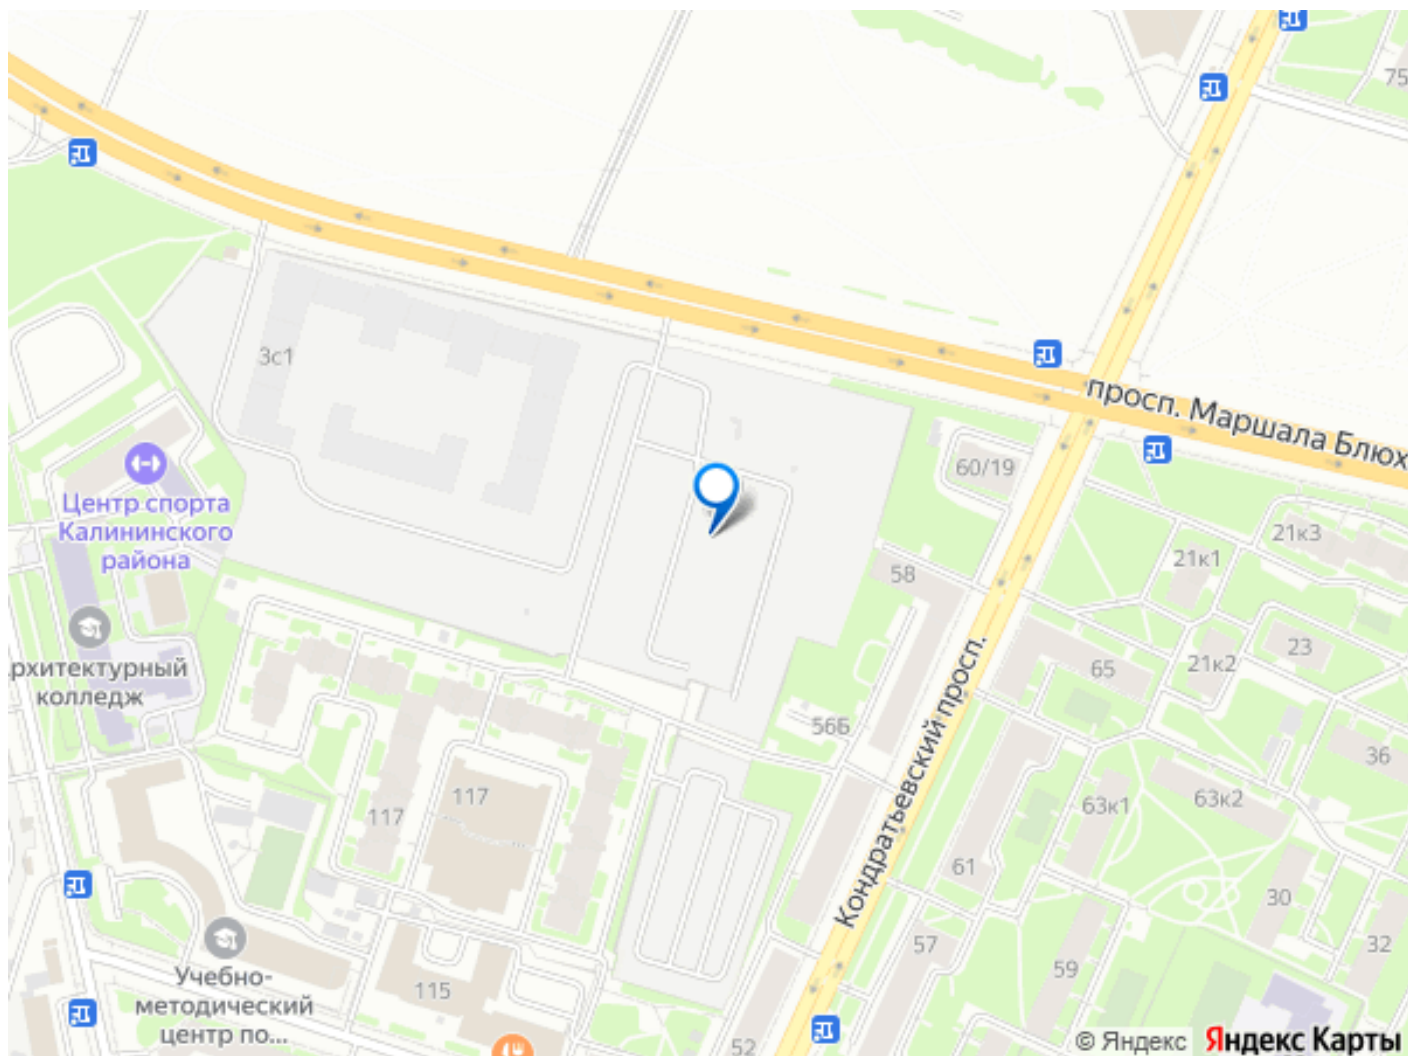 75
3с1
просп. Маршала Блюх
60/19
Центр спорта
Калининского
района
21к3
21к1
58
рхитектурный
колледж
23
21к2
65
Кондратьевский просп.
56Б
36
117
117
63к1
63к2
61
30
57
32
59
Учебно-
методический
центр по...
115
52
© Яндекс Яндекс Карты